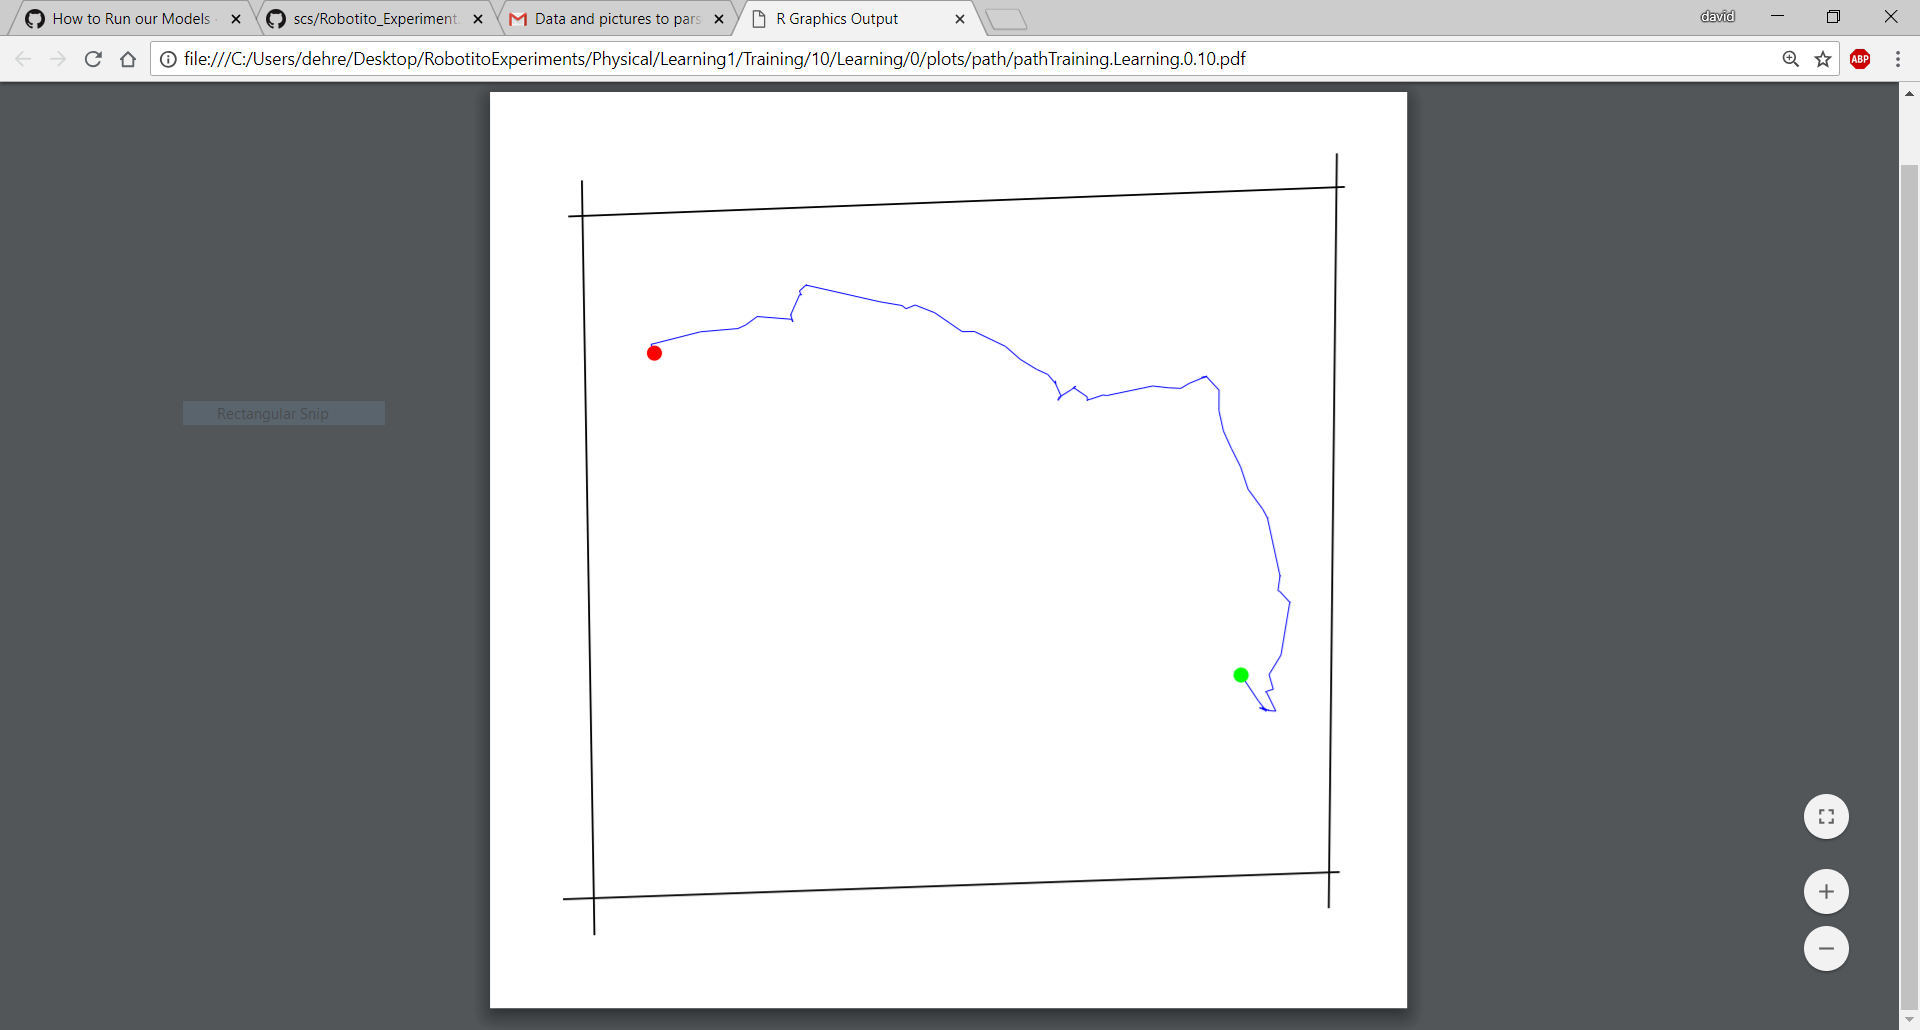 How to Run our Models
scs/Robotito_Experiment
Data and pictures to pars
R Graphics Output
david
file:///C:/Users/dehre/Desktop/RobotitoExperiments/Physical/Learning1/Training/10/Learning/0/plots/path/pathTraining.Learning.0.10.pdf
ABP
Rectangular Snip